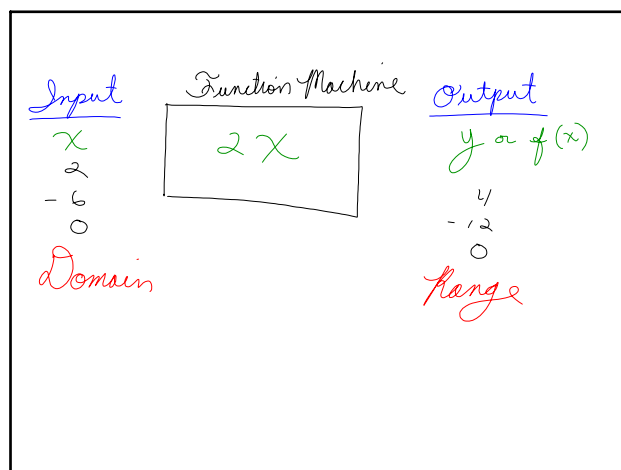 Function Machine
Input
Output
x
2x
y or f(x)
2
4
-6
-12
0
0
Domain
Range